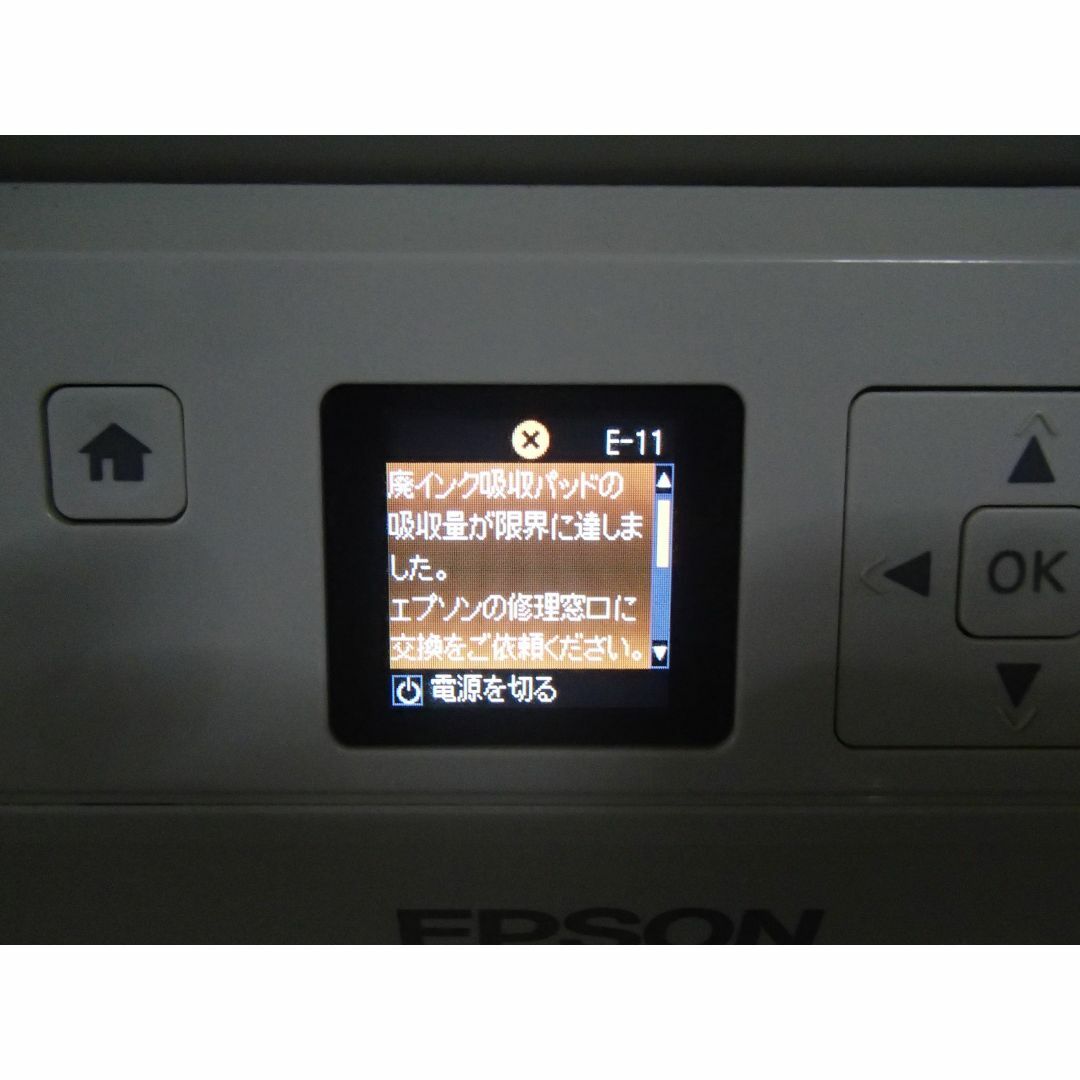 E-11
廃インク吸収パッドの
吸収量が限界に達しま
した。
エプソンの修理窓口に
交換をご依頼ください。
電源を切る
OK
EPSON